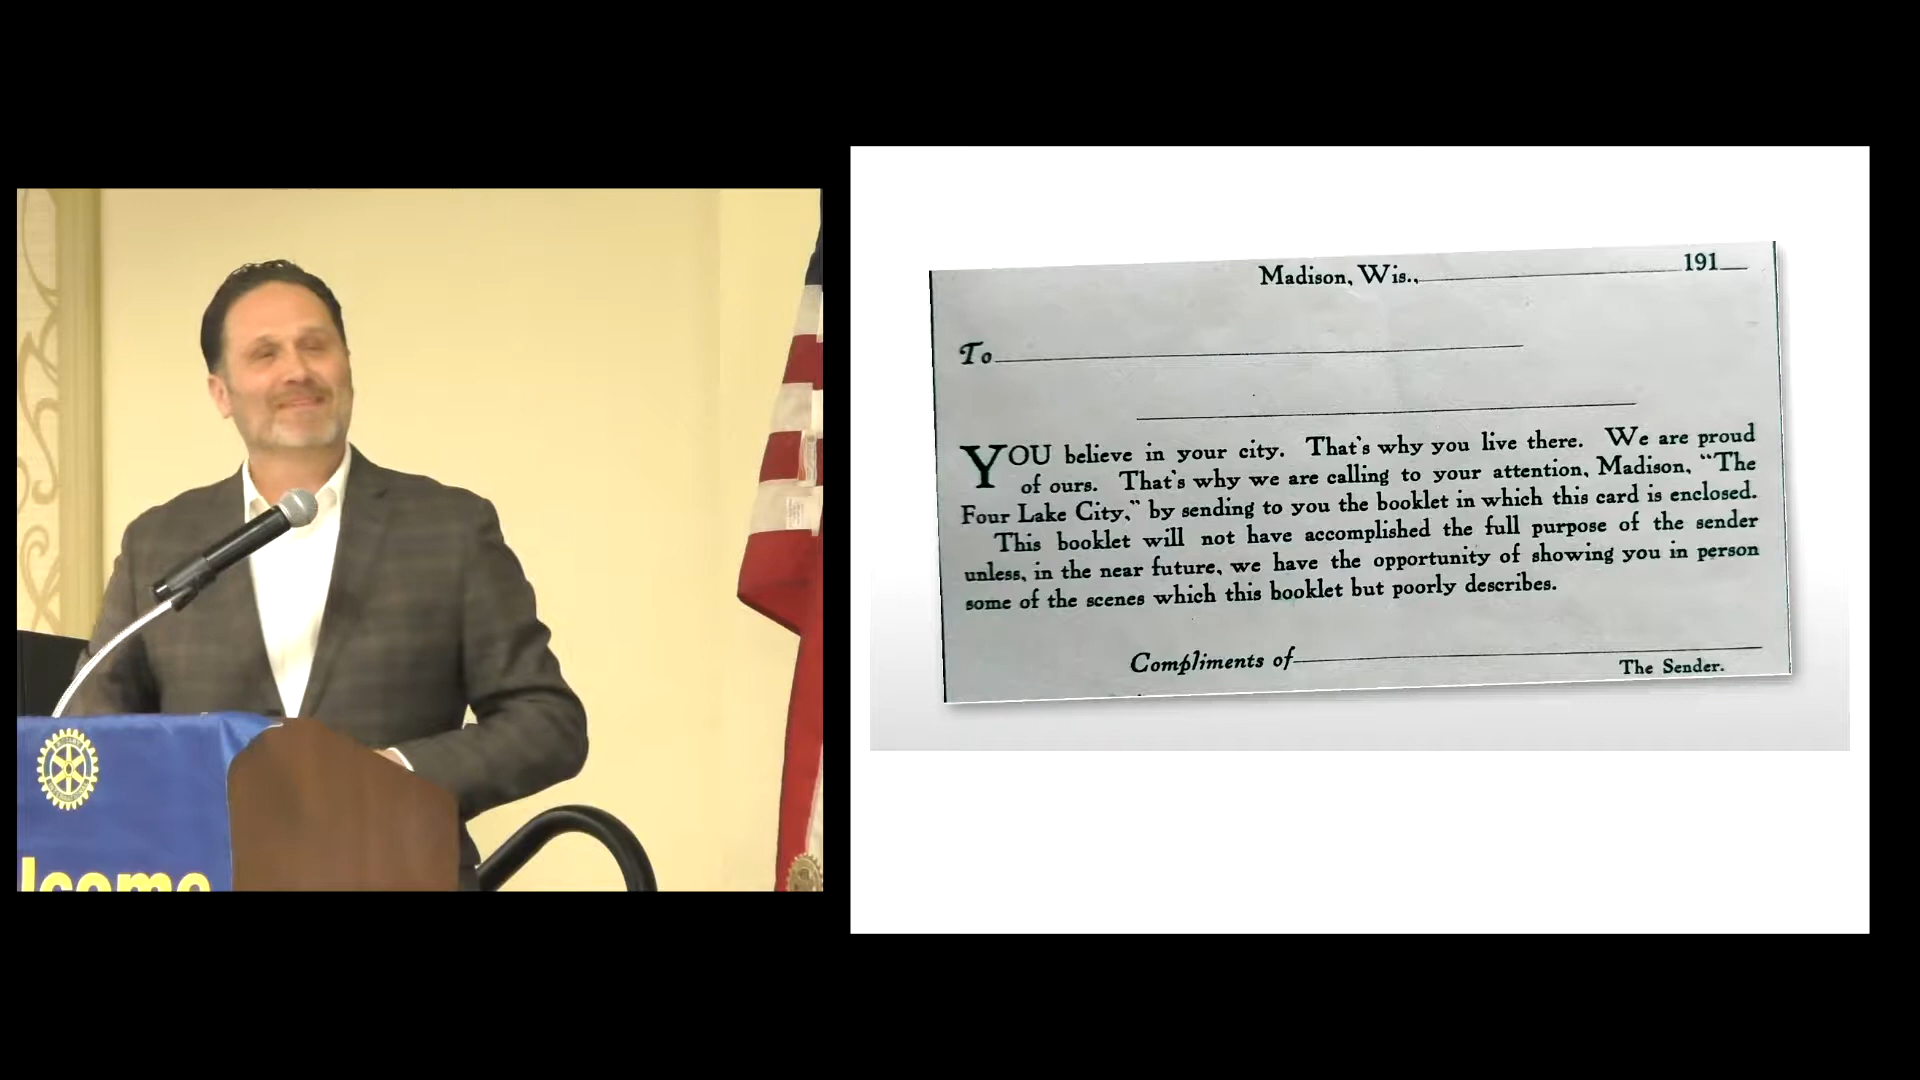 lcome
Madison, Wis., 191
To
YOU believe in your city. That's why you live there. We are proud
of ours. That's why we are calling to your attention, Madison, "The
Four Lake City," by sending to you the booklet in which this card is enclosed.
This booklet will not have accomplished the full purpose of the sender
unless, in the near future, we have the opportunity of showing you in person
some of the scenes which this booklet but poorly describes.
Compliments of
The Sender.